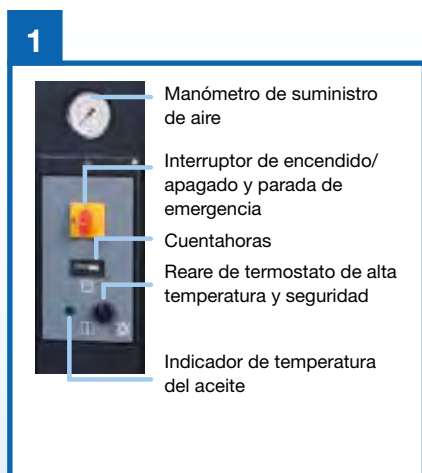 1
Manómetro de suministro
de aire
Interruptor de encendido/
apagado y parada de
emergencia
Cuentahoras
Reare de termostato de alta
temperatura y seguridad
Indicador de temperatura
del aceite